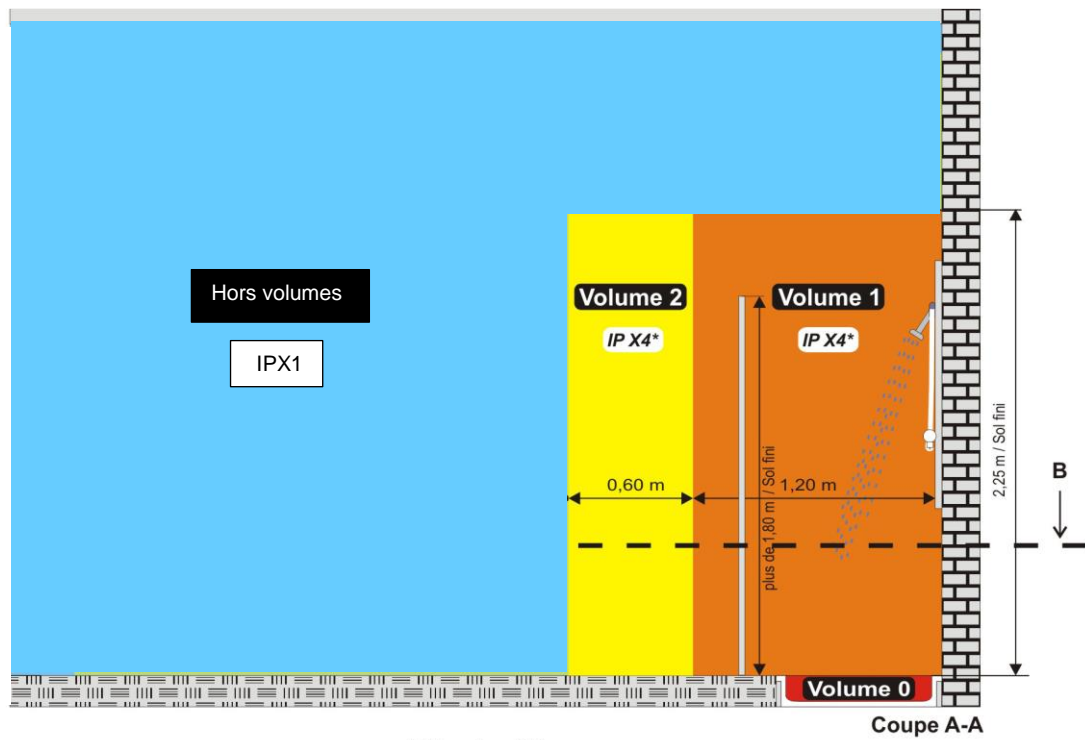 Hors volumes
IPX1
Volume 2
IP X4*
Volume 1
IP X4*
0,60 m
1,20 m
plus de 1,80 m / Sol fini
2,25 m / Sol fini
B
Volume 0
Coupe A-A